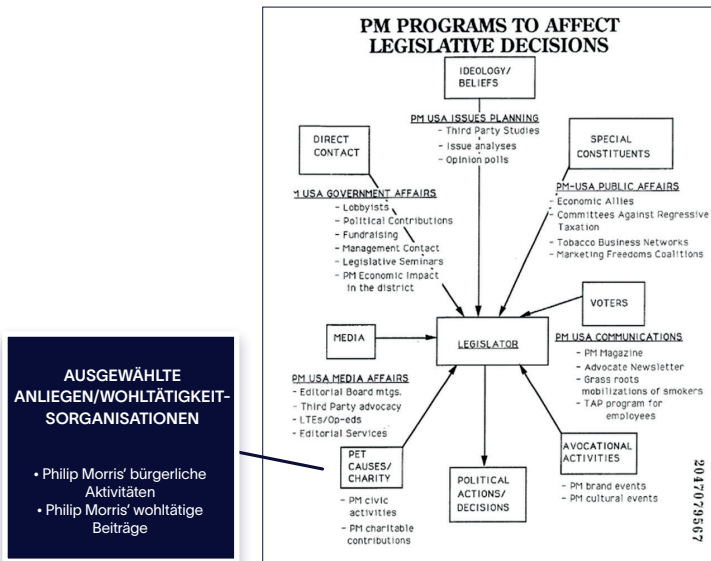 PM PROGRAMS TO AFFECT
LEGISLATIVE DECISIONS
IDEOLOGY/
BELIEFS
PM USA ISSUES PLANNING
- Third Party Studies
- Issue analyses
- Opinion polls
DIRECT
CONTACT
M USA GOVERNMENT AFFAIRS
- Lobbyists
- Political Contributions
- Fundraising
- Management Contact
- Legislative Seminars
- PM Economic Impact
in the district
SPECIAL
CONSTITUENTS
PM-USA PUBLIC AFFAIRS
- Economic Allies
- Committees Against Regressive
Taxation
- Tobacco Business Networks
- Marketing Freedoms Coalitions
MEDIA
LEGISLATOR
VOTERS
PM USA MEDIA AFFAIRS
- Editorial Board mtgs.
- Third Party advocacy
- LTEs/Op-eds
- Editorial Services
PM USA COMMUNICATIONS
- PM Magazine
- Advocate Newsletter
- Grass roots
mobilizations of smokers
- TAP program for
employees
PET
CAUSES/
CHARITY
- PM civic
activities
- PM charitable
contributions
POLITICAL
ACTIONS/
DECISIONS
AVOCATIONAL
ACTIVITIES
- PM brand events
- PM cultural events
2047079567
AUSGEWÄHLTE
ANLIEGEN/WOHLTÄTIGKEIT-
SORGANISATIONEN
• Philip Morris' bürgerliche
Aktivitäten
• Philip Morris' wohltätige
Beiträge